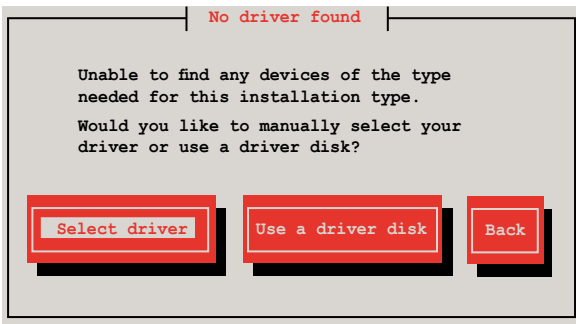 No driver found
Unable to find any devices of the type
needed for this installation type.
Would you like to manually select your
driver or use a driver disk?
Select driver
Use a driver disk
Back